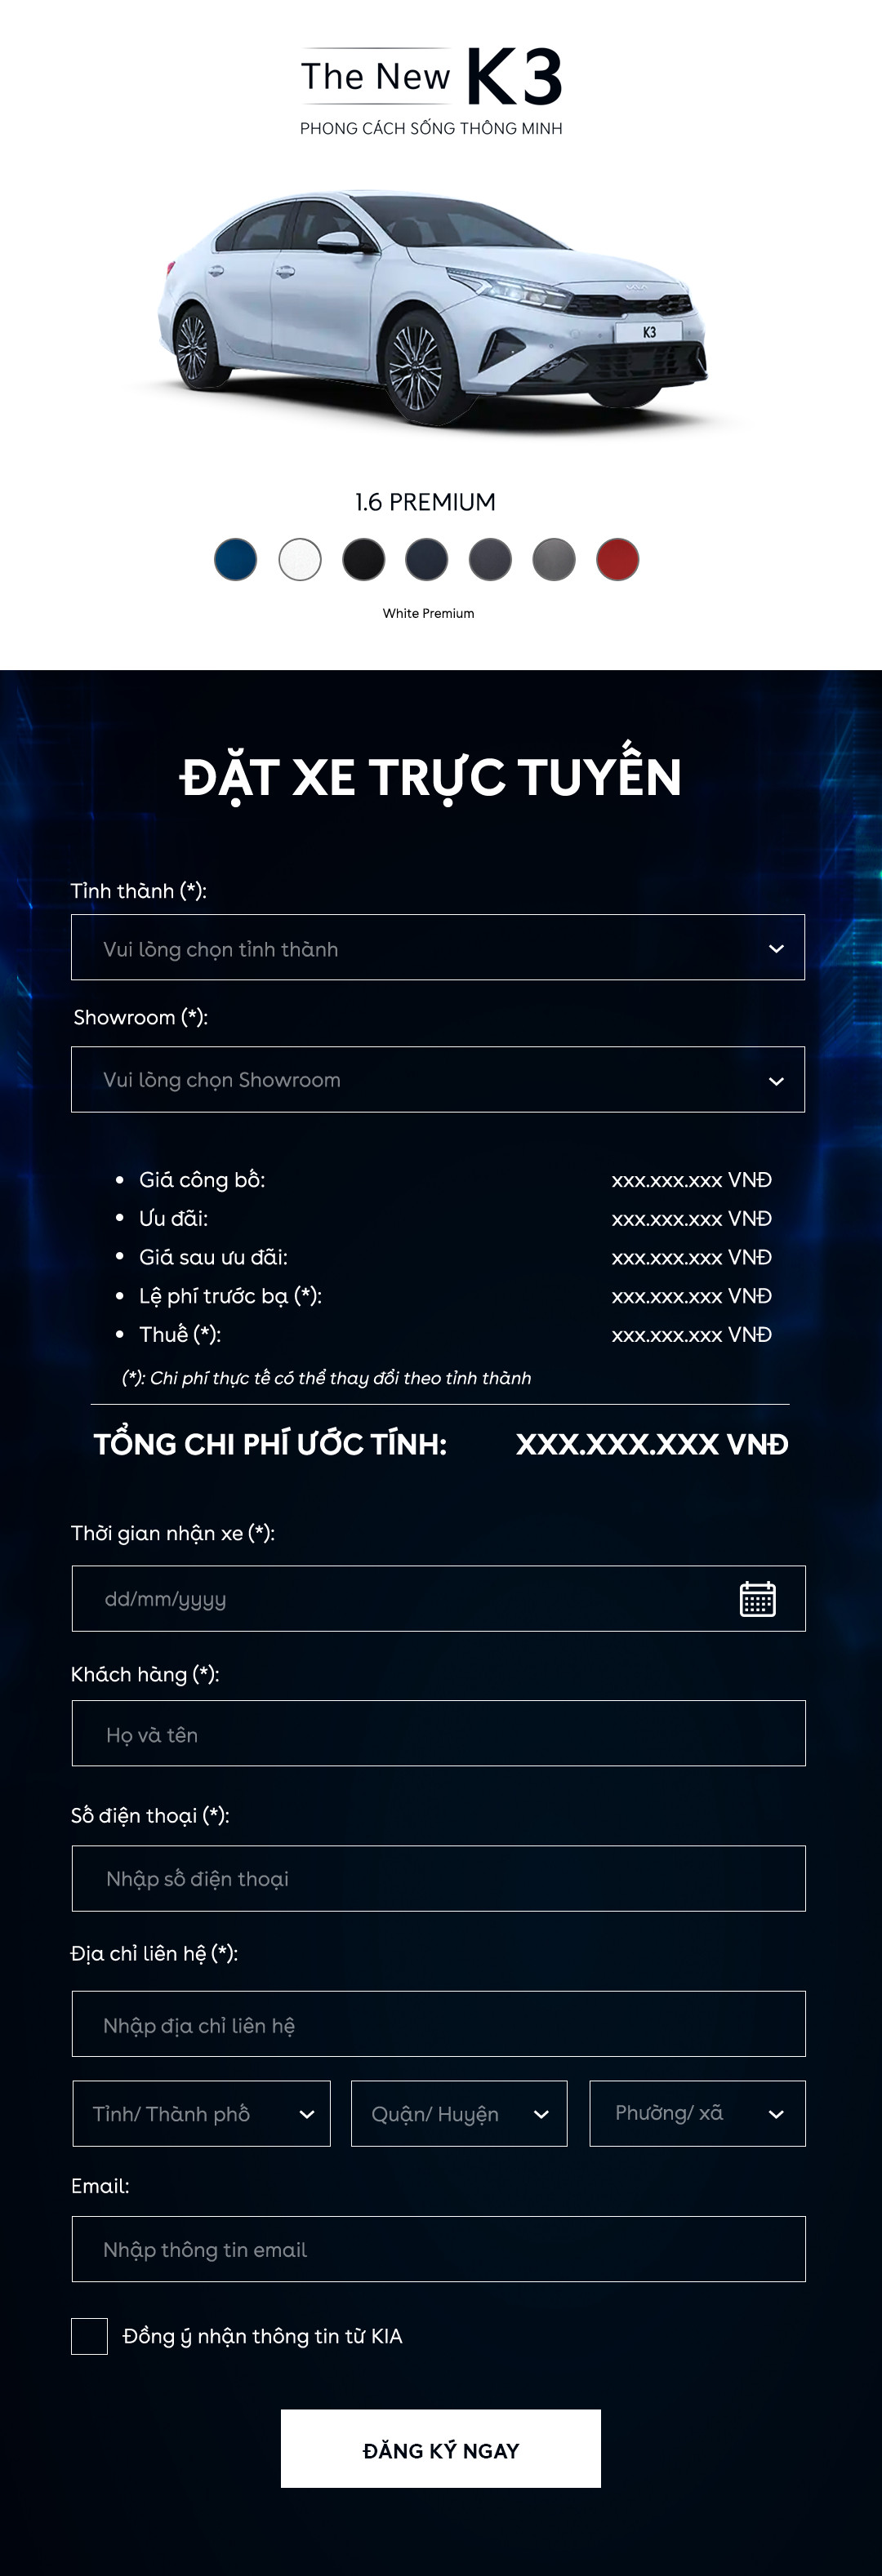 The New K3
PHONG CÁCH SỐNG THÔNG MINH
KIA
K3
1.6 PREMIUM
White Premium
ĐẶT XE TRỰC TUYẾN
Tỉnh thành (*):
Vui lòng chọn tỉnh thành
Showroom (*):
Vui lòng chọn Showroom
• Giá công bố: xxx.xxx.xxx VNĐ
• Ưu đãi: xxx.xxx.xxx VNĐ
• Giá sau ưu đãi: xxx.xxx.xxx VNĐ
• Lệ phí trước bạ (*): xxx.xxx.xxx VNĐ
• Thuế (*): xxx.xxx.xxx VNĐ
(*): Chi phí thực tế có thể thay đổi theo tỉnh thành
TỔNG CHI PHÍ ƯỚC TÍNH: XXX.XXX.XXX VNĐ
Thời gian nhận xe (*):
dd/mm/yyyy
Khách hàng (*):
Họ và tên
Số điện thoại (*):
Nhập số điện thoại
Địa chỉ liên hệ (*):
Nhập địa chỉ liên hệ
Tỉnh/ Thành phố Quận/ Huyện Phường/ xã
Email:
Nhập thông tin email
Đồng ý nhận thông tin từ KIA
ĐĂNG KÝ NGAY